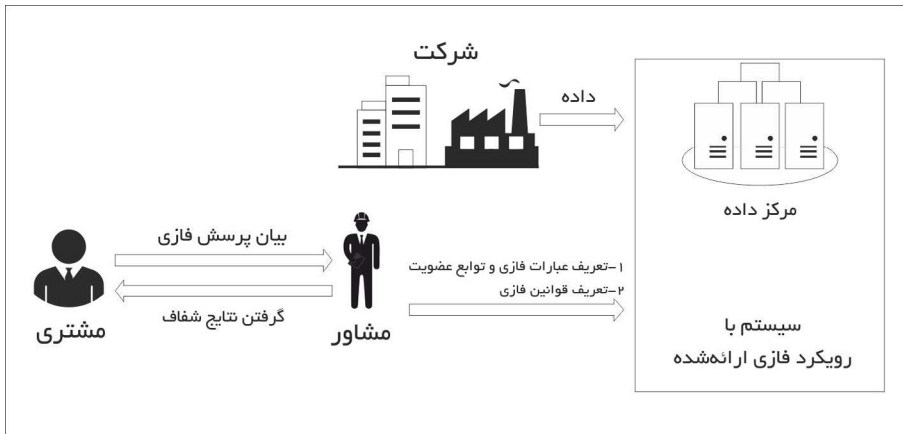 شرکت
داده
مرکز داده
بیان پرسش فازی
۱-تعریف عبارات فازی و توابع عضویت
۲-تعریف قوانین فازی
گرفتن نتایج شفاف
مشتری
مشاور
سیستم با
رویکرد فازی ارائه‌شده